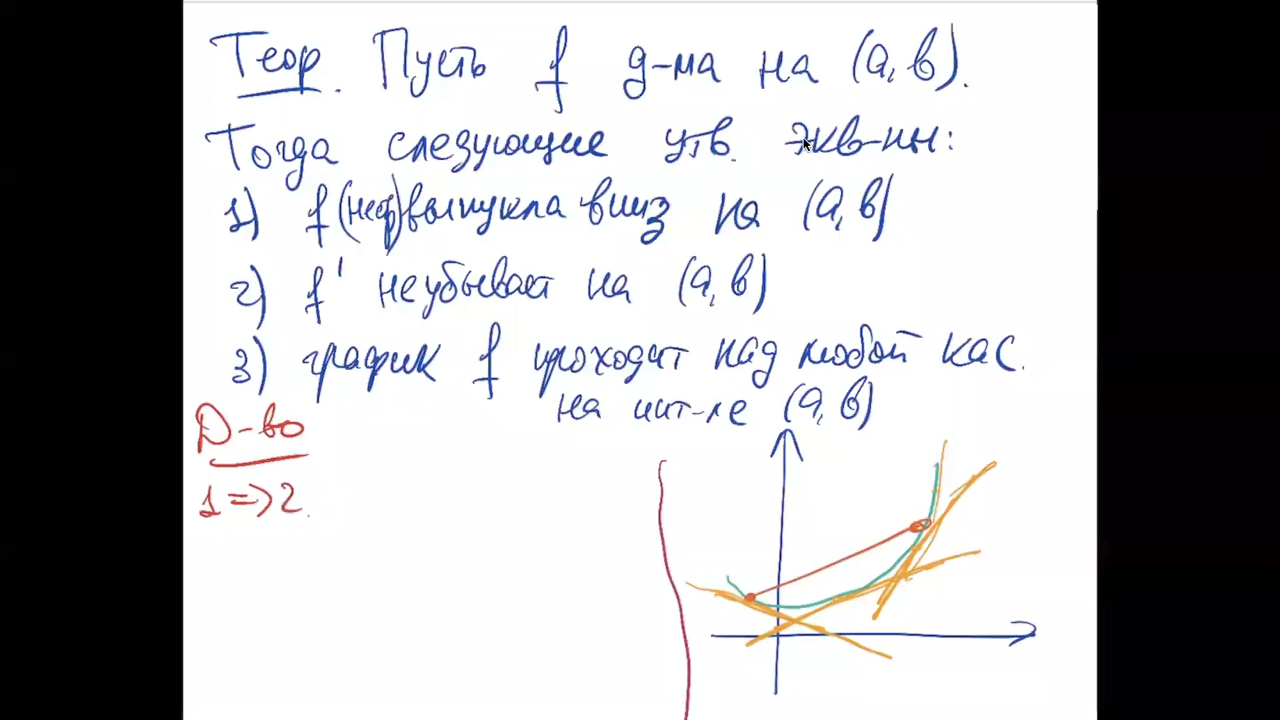 Теор. Пусть f д-ма на (a, b).
Тогда следующие утв. экв-ны:
1) f (нестр) выпукла вниз на (a, b)
2) f' неубывает на (a, b)
3) график f проходит над любой кас.
на инт-ле (a, b)
Д-во
1=>2.